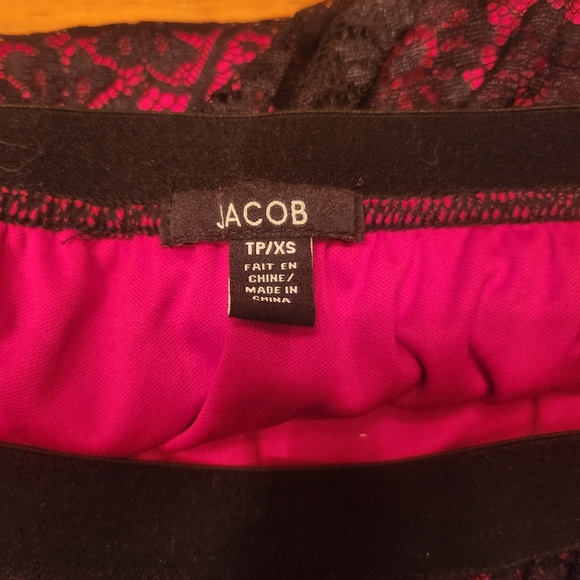 JACOB
TP/XS
FAIT EN
CHINE/
MADE IN
CHINA